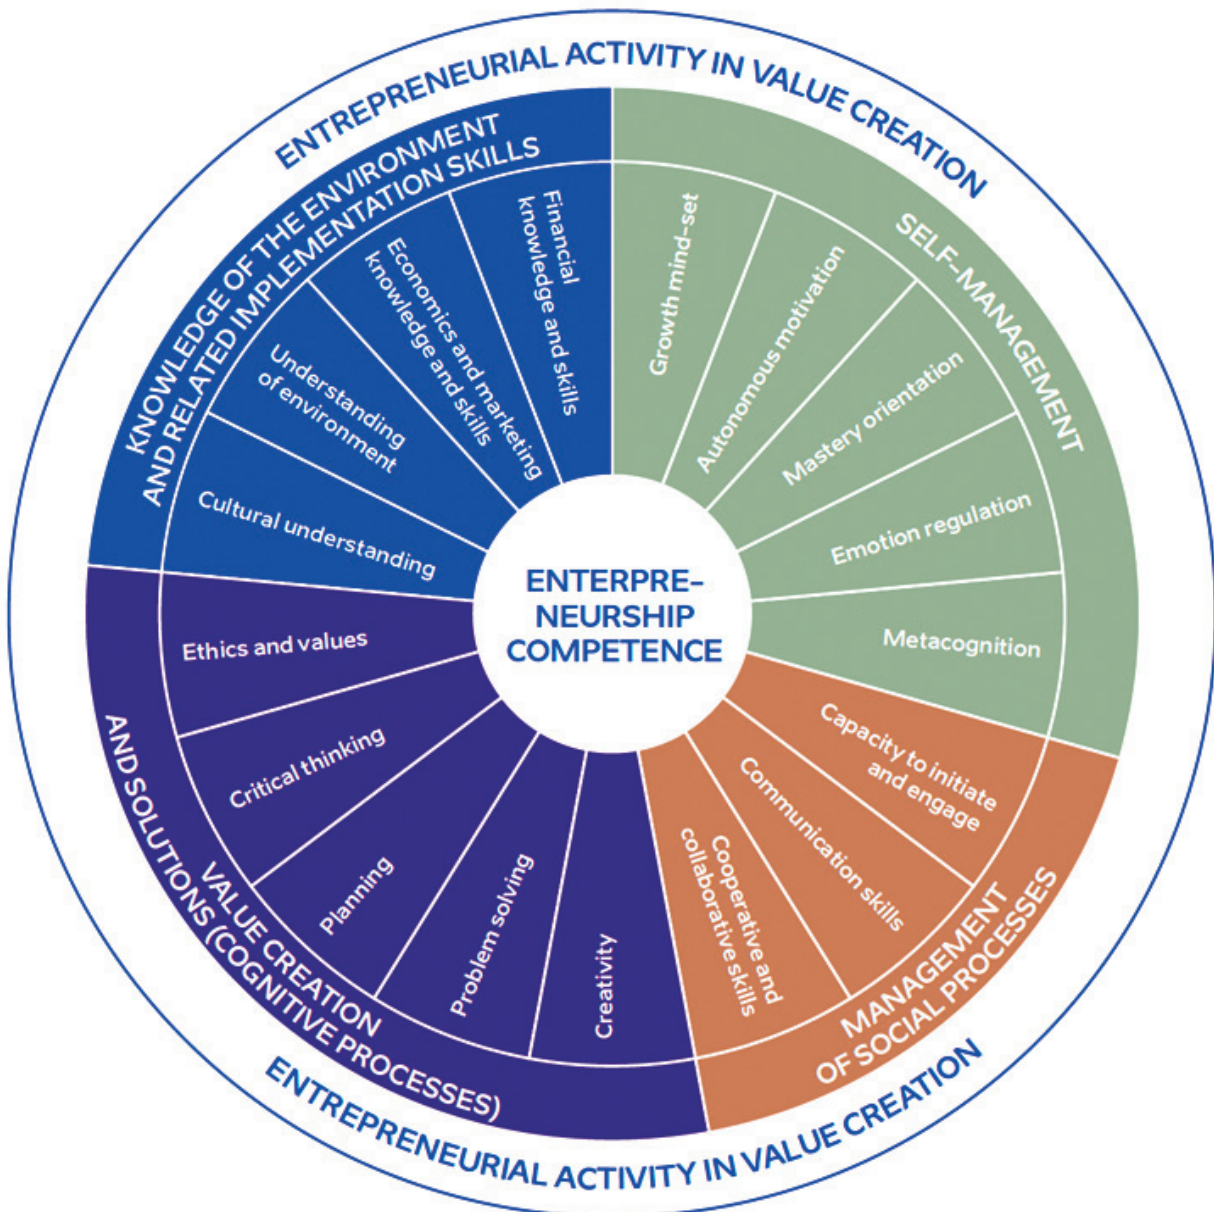 ENTREPRENEURIAL ACTIVITY IN VALUE CREATION
KNOWLEDGE OF THE ENVIRONMENT
AND RELATED IMPLEMENTATION SKILLS
Financial
knowledge and skills
Economics and marketing
knowledge and skills
Understanding
of environment
Cultural understanding
SELF-MANAGEMENT
Growth mind-set
Autonomous motivation
Mastery orientation
Emotion regulation
Metacognition
ENTERPRE-
NEURSHIP
COMPETENCE
MANAGEMENT
OF SOCIAL PROCESSES
Capacity to initiate
and engage
Communication skills
Cooperative and
collaborative skills
VALUE CREATION
AND SOLUTIONS (COGNITIVE PROCESSES)
Creativity
Problem solving
Planning
Critical thinking
Ethics and values
ENTREPRENEURIAL ACTIVITY IN VALUE CREATION